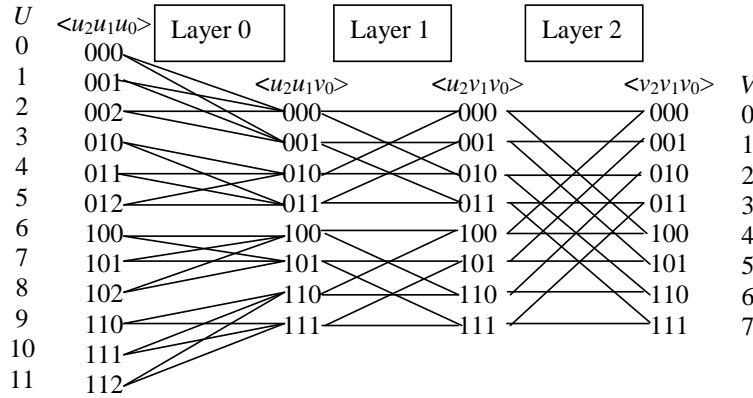 U <u₂u₁u₀> Layer 0 Layer 1 Layer 2
0 000 <u₂u₁v₀> <u₂v₁v₀> <v₂v₁v₀> V
1 001
2 002 000 000 000 0
3 010 001 001 001 1
4 011 010 010 010 2
5 012 011 011 011 3
6 100 100 100 100 4
7 101 101 101 101 5
8 102 110 110 110 6
9 110 111 111 111 7
10 111
11 112